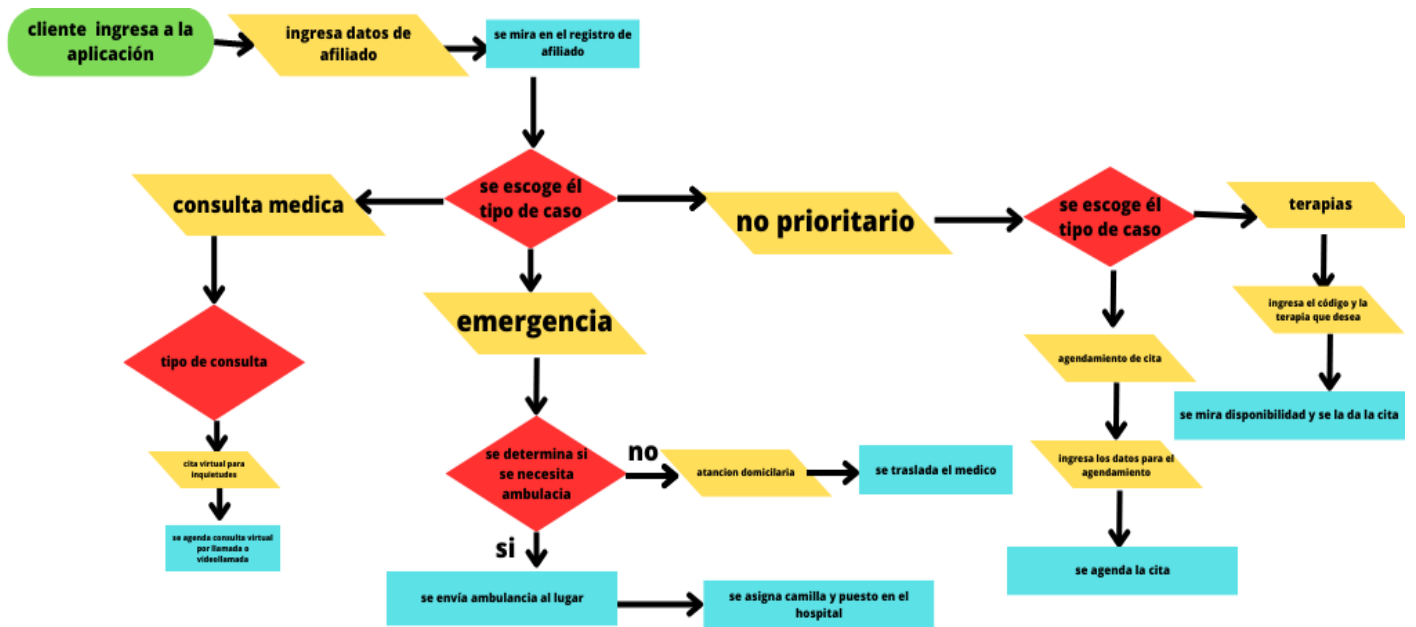 cliente ingresa a la
aplicación
ingresa datos de
afiliado
se mira en el registro de
afiliado
se escoge él
tipo de caso
consulta medica
tipo de consulta
cita virtual para
inquietudes
se agenda consulta virtual
por llamada o
videollamada
emergencia
se determina si
se necesita
ambulacia
no
atancion domicilaria
se traslada el medico
si
se envía ambulancia al lugar
se asigna camilla y puesto en el
hospital
no prioritario
se escoge él
tipo de caso
agendamiento de cita
ingresa los datos para el
agendamiento
se agenda la cita
terapias
ingresa el código y la
terapia que desea
se mira disponibilidad y se la da la cita